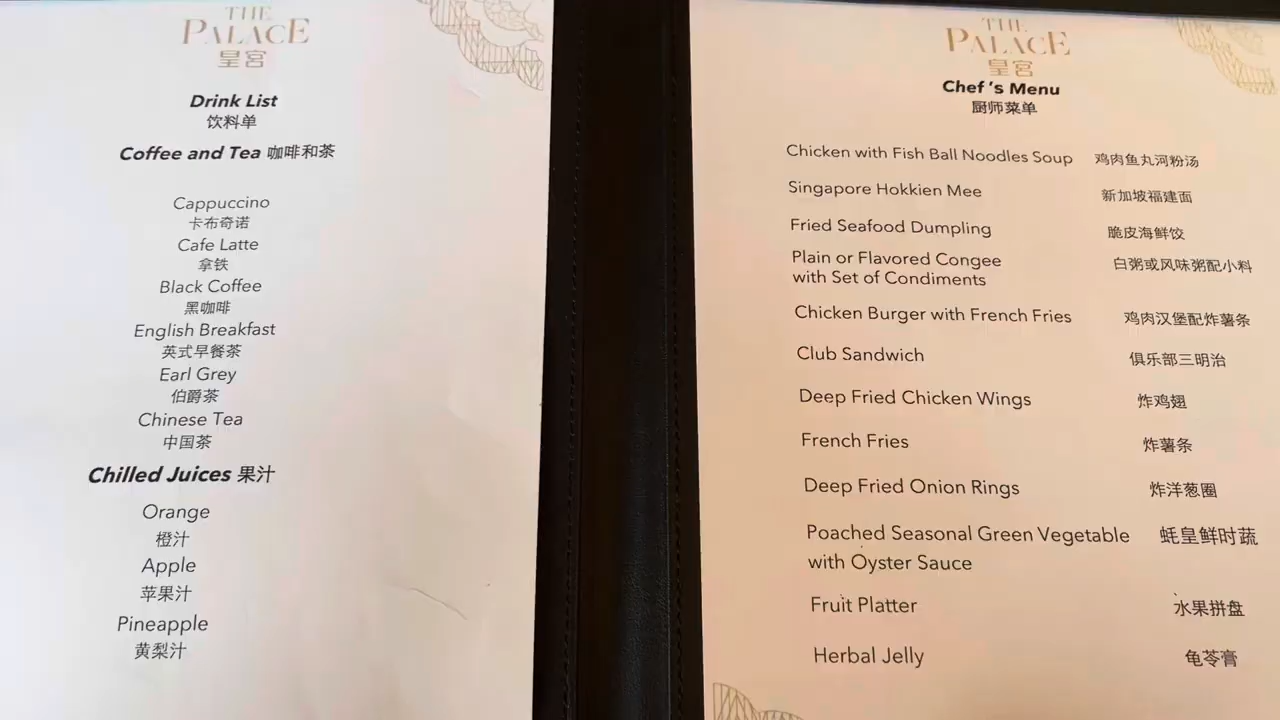 THE
PALACE
皇宮
Drink List
饮料单
Coffee and Tea 咖啡和茶
Cappuccino
卡布奇诺
Cafe Latte
拿铁
Black Coffee
黑咖啡
English Breakfast
英式早餐茶
Earl Grey
伯爵茶
Chinese Tea
中国茶
Chilled Juices 果汁
Orange
橙汁
Apple
苹果汁
Pineapple
黄梨汁
THE
PALACE
皇宮
Chef's Menu
厨师菜单
Chicken with Fish Ball Noodles Soup 鸡肉鱼丸河粉汤
Singapore Hokkien Mee 新加坡福建面
Fried Seafood Dumpling 脆皮海鲜饺
Plain or Flavored Congee 白粥或风味粥配小料
with Set of Condiments
Chicken Burger with French Fries 鸡肉汉堡配炸薯条
Club Sandwich 俱乐部三明治
Deep Fried Chicken Wings 炸鸡翅
French Fries 炸薯条
Deep Fried Onion Rings 炸洋葱圈
Poached Seasonal Green Vegetable 蚝皇鲜时蔬
with Oyster Sauce
Fruit Platter 水果拼盘
Herbal Jelly 龟苓膏